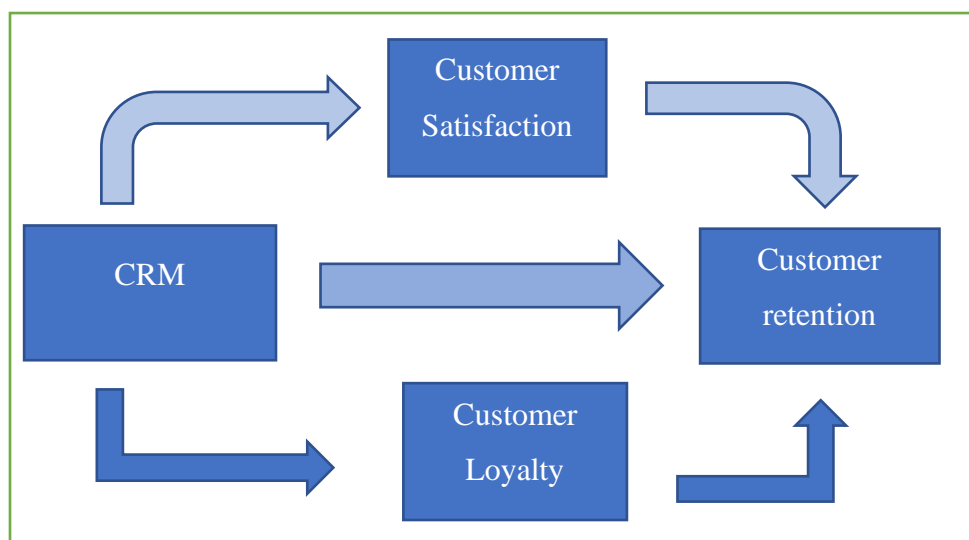 Customer
Satisfaction
CRM
Customer
retention
Customer
Loyalty